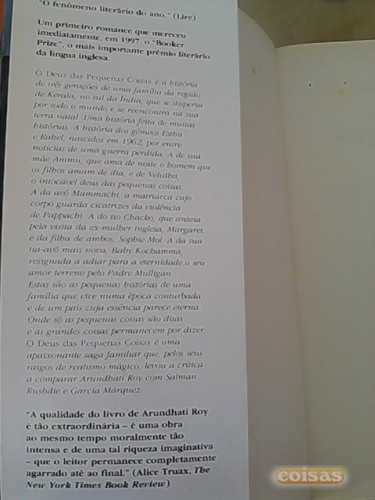 "O fenómeno literário do ano." (Lire)
Um primeiro romance que mereceu
imediatamente, em 1997, o "Booker
Prize", o mais importante prémio literário
da língua inglesa.
O Deus das Pequenas Coisas é a história
de três gerações de uma família da região
de Kerala, no sul da Índia, que se dispersa
por todo o mundo e se reencontra na sua
terra natal. Uma história feita de muitas
histórias. A história dos gémeos Estha
e Rahel, nascidos em 1962, por entre
notícias de uma guerra perdida. A de sua
mãe Ammu, que ama de noite o homem que
os filhos amam de dia, e de Velutha,
o intocável deus das pequenas coisas.
A da avó Mammachi, a matriarca cujo
corpo guarda cicatrizes da violência
de Pappachi. A do tio Chacko, que anseia
pela visita da ex-mulher inglesa, Margaret,
e da filha de ambos, Sophie Mol. A da sua
tia-avó mais nova, Baby Kochamma,
resignada a adiar para a eternidade o seu
amor terreno pelo Padre Mulligan.
Estas são as pequenas histórias de uma
família que vive numa época conturbada
e de um país cuja essência parece eterna.
Onde só as pequenas coisas são ditas
e as grandes coisas permanecem por dizer.
O Deus das Pequenas Coisas é uma
apaixonante saga familiar que, pelos seus
rasgos de realismo mágico, levou a crítica
a comparar Arundhati Roy com Salman
Rushdie e García Márquez.
"A qualidade do livro de Arundhati Roy
é tão extraordinária – é uma obra
ao mesmo tempo moralmente tão
intensa e de uma tal riqueza imaginativa
– que o leitor permanece completamente
agarrado até ao final." (Alice Truax, The
New York Times Book Review)
coisas